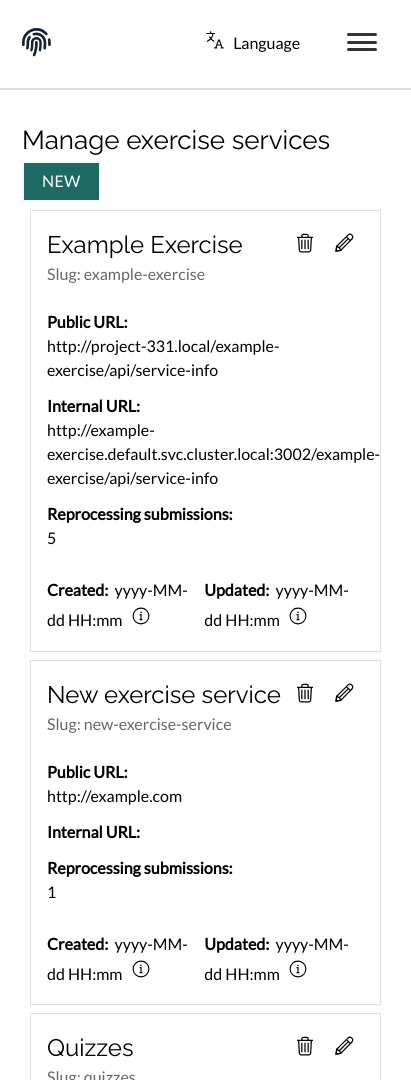 Language
Manage exercise services
NEW
Example Exercise
Slug: example-exercise
Public URL:
http://project-331.local/example-
exercise/api/service-info
Internal URL:
http://example-
exercise.default.svc.cluster.local:3002/example-
exercise/api/service-info
Reprocessing submissions:
5
Created: yyyy-MM-
dd HH:mm
Updated: yyyy-MM-
dd HH:mm
New exercise service
Slug: new-exercise-service
Public URL:
http://example.com
Internal URL:
Reprocessing submissions:
1
Created: yyyy-MM-
dd HH:mm
Updated: yyyy-MM-
dd HH:mm
Quizzes
Slug: quizzes